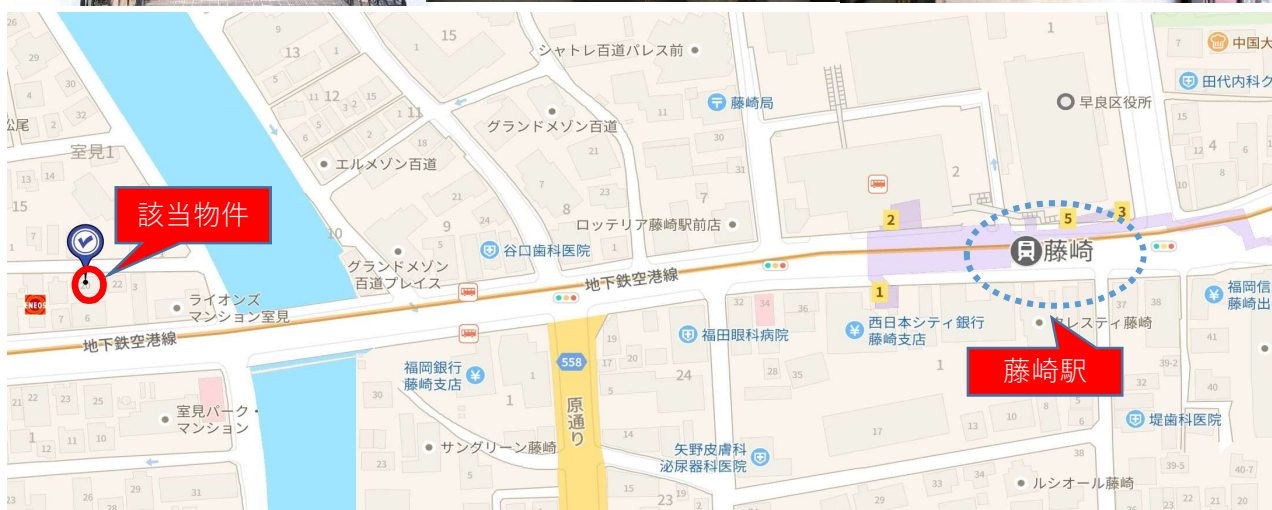 該当物件
藤崎駅
藤崎
地下鉄空港線
地下鉄空港線
室見1
松尾
エルメゾン百道
グランドメゾン百道
シャトレ百道パレス前
藤崎局
早良区役所
中国大
田代内科ク
ロッテリア藤崎駅前店
谷口歯科医院
グランドメゾン
百道プレイス
ライオンズ
マンション室見
ENEOS
室見パーク・
マンション
福岡銀行
藤崎支店
サングリーン藤崎
558
原通り
福田眼科病院
西日本シティ銀行
藤崎支店
矢野皮膚科
泌尿器科医院
堤歯科医院
ルシオール藤崎
福岡信
藤崎出
レスティ藤崎
1
2
3
5